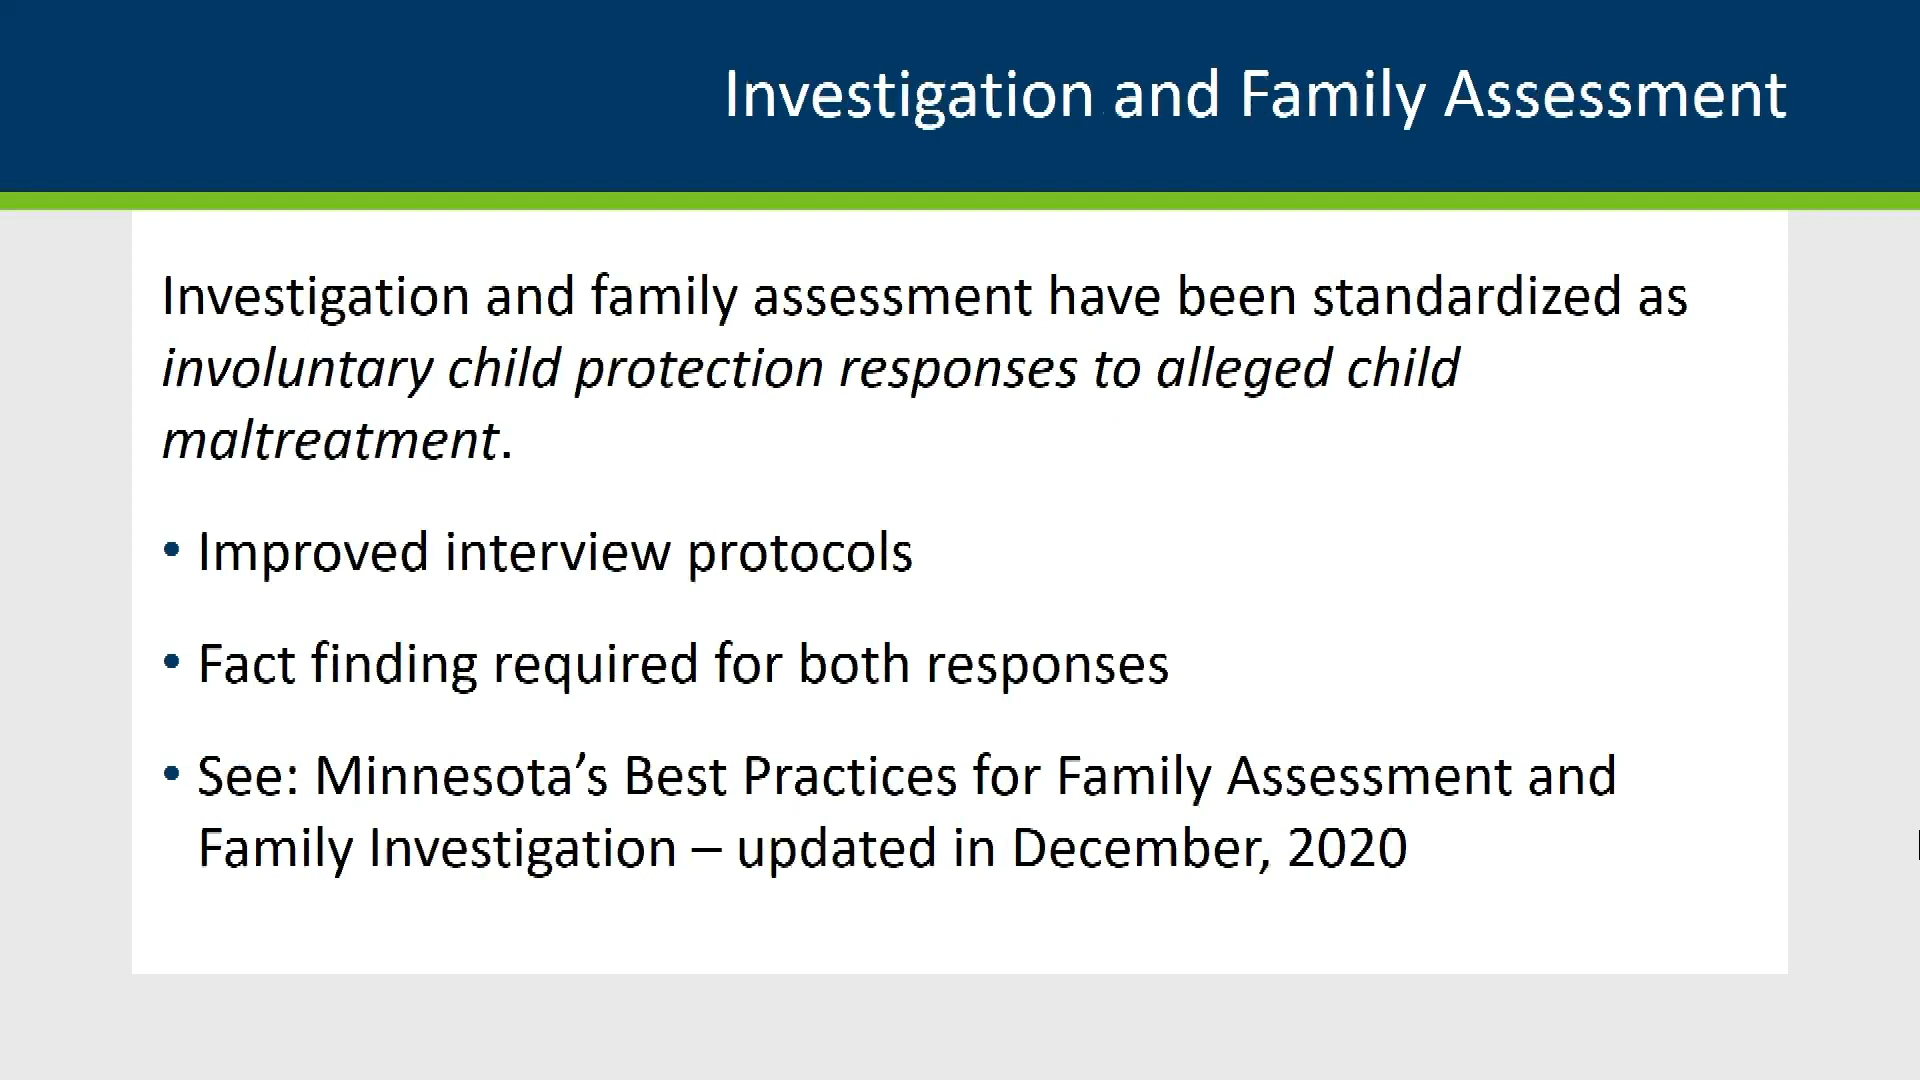 Investigation and Family Assessment
Investigation and family assessment have been standardized as
involuntary child protection responses to alleged child
maltreatment.
• Improved interview protocols
• Fact finding required for both responses
• See: Minnesota’s Best Practices for Family Assessment and
Family Investigation – updated in December, 2020